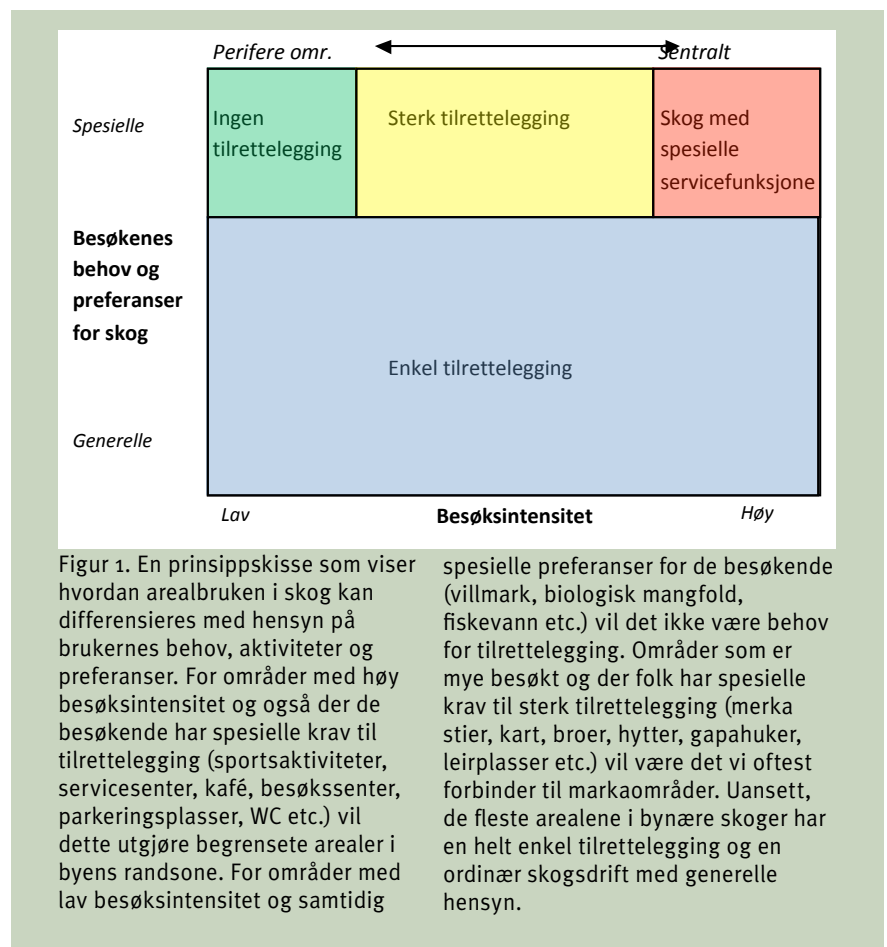 Perifere omr.
Sentralt
Spesielle
Ingen
tilrettelegging
Sterk tilrettelegging
Skog med
spesielle
servicefunksjone
Besøkenes
behov og
preferanser
for skog
Enkel tilrettelegging
Generelle
Lav
Besøksintensitet
Høy
Figur 1. En prinsippskisse som viser
hvordan arealbruken i skog kan
differensieres med hensyn på
brukernes behov, aktiviteter og
preferanser. For områder med høy
besøksintensitet og også der de
besøkende har spesielle krav til
tilrettelegging (sportsaktiviteter,
servicesenter, kafé, besøkssenter,
parkeringsplasser, WC etc.) vil
dette utgjøre begrensete arealer i
byens randsone. For områder med
lav besøksintensitet og samtidig
spesielle preferanser for de besøkende
(villmark, biologisk mangfold,
fiskevann etc.) vil det ikke være behov
for tilrettelegging. Områder som er
mye besøkt og der folk har spesielle
krav til sterk tilrettelegging (merka
stier, kart, broer, hytter, gapahuker,
leirplasser etc.) vil være det vi oftest
forbinder til markaområder. Uansett,
de fleste arealene i bynære skoger har
en helt enkel tilrettelegging og en
ordinær skogsdrift med generelle
hensyn.